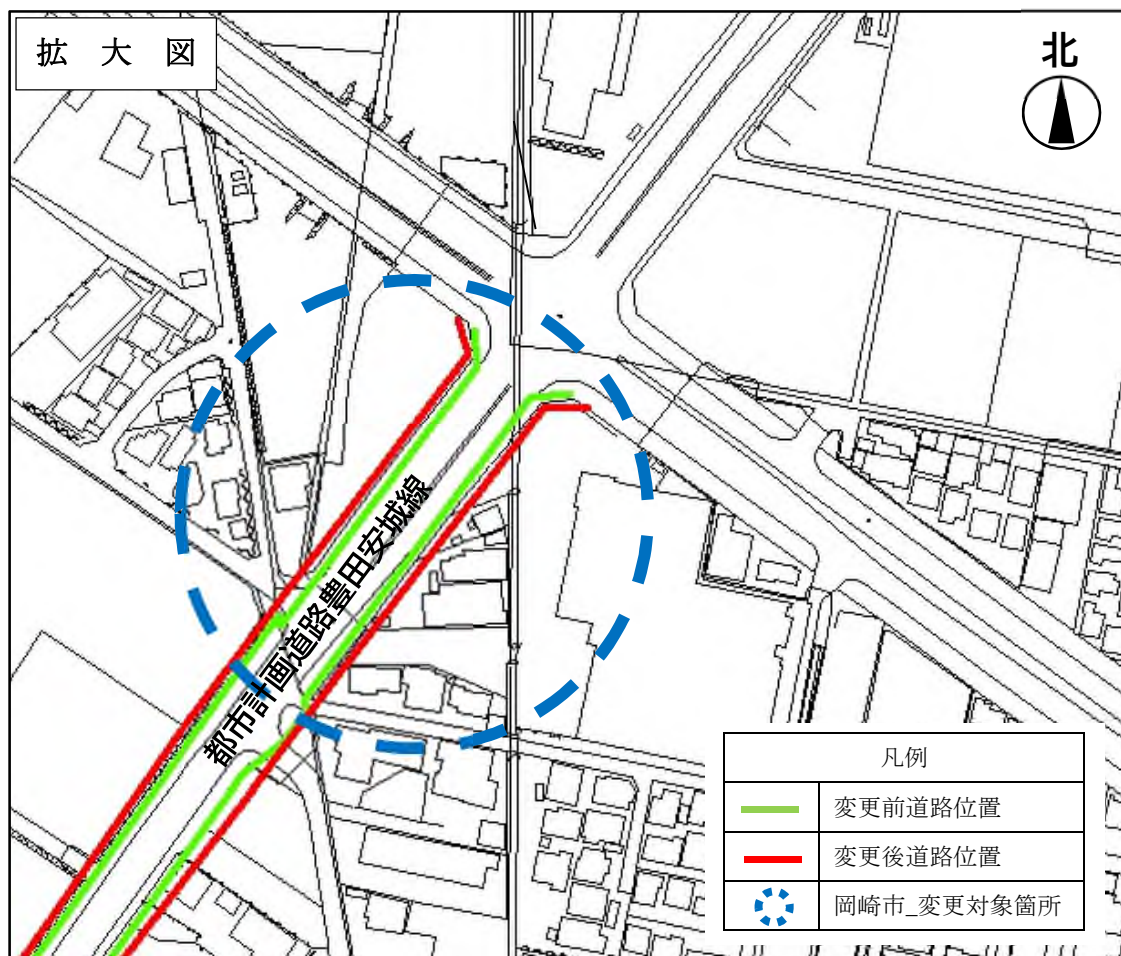 拡 大 図
北
都市計画道路豊田安城線
凡例
変更前道路位置
変更後道路位置
岡崎市_変更対象箇所